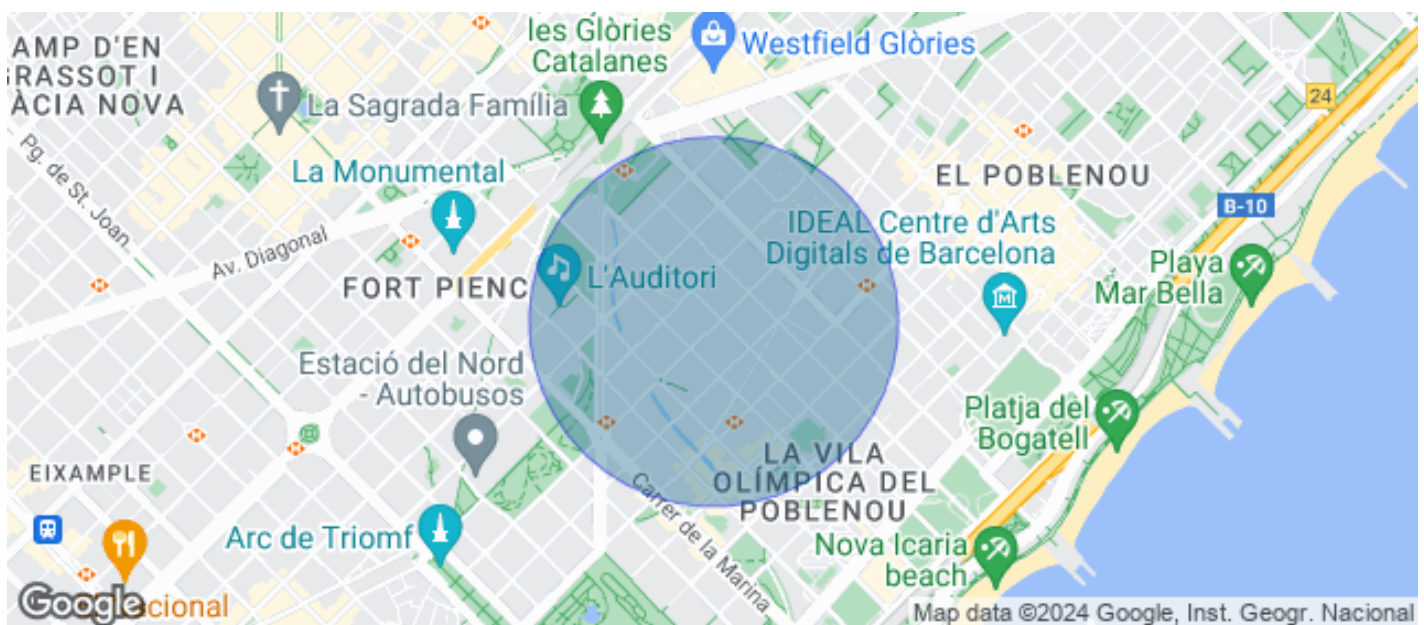 AMP D'EN
GRASSOT I
ÀCIA NOVA
les Glòries
Catalanes
Westfield Glòries
La Sagrada Família
24
Pg. de St. Joan
La Monumental
EL POBLENOU
B-10
IDEAL Centre d'Arts
Digitals de Barcelona
Av. Diagonal
Playa
Mar Bella
FORT PIENC
L'Auditori
Estació del Nord
- Autobusos
Platja del
Bogatell
EIXAMPLE
LA VILA
OLÍMPICA DEL
POBLENOU
Carrer de la Marina
Arc de Triomf
Nova Icaria
beach
Google
acional
Map data ©2024 Google, Inst. Geogr. Nacional